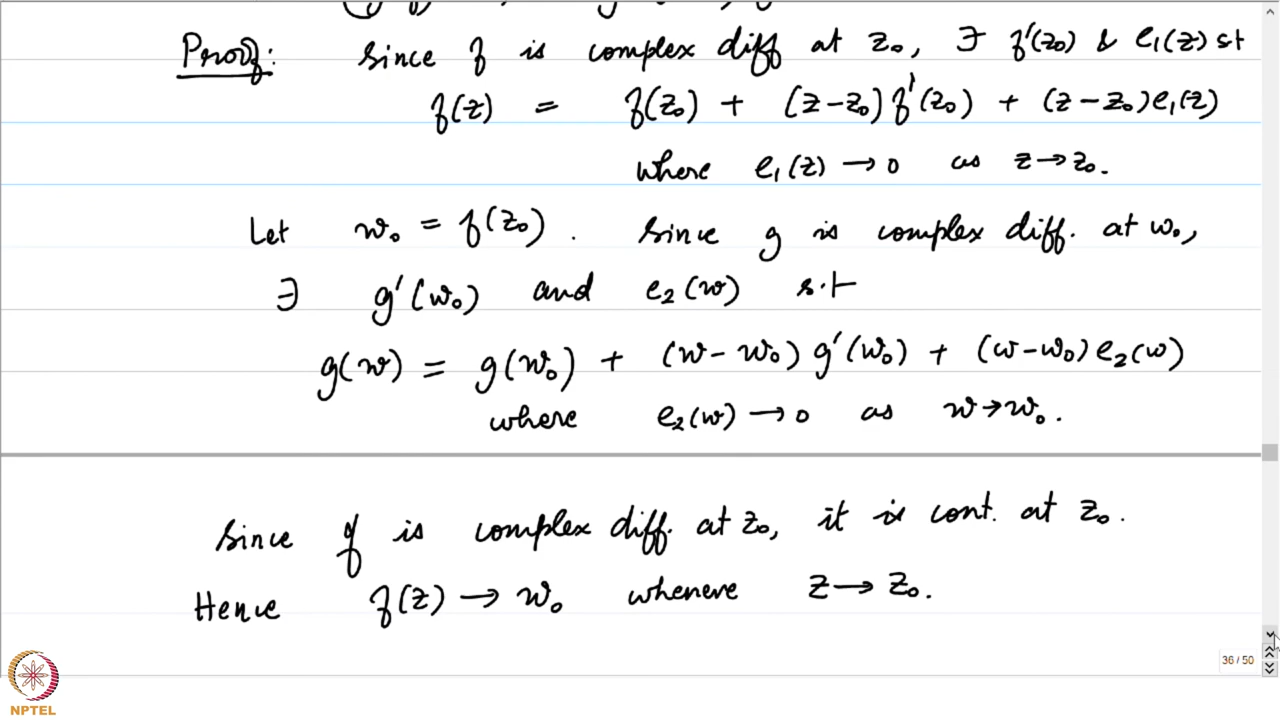 Proof: Since f is complex diff at z₀, ∃ f'(z₀) & e₁(z) st
f(z) = f(z₀) + (z-z₀) f'(z₀) + (z-z₀) e₁(z)
where e₁(z) → 0 as z→z₀.
Let w₀ = f(z₀). Since g is complex diff. at w₀,
∃ g'(w₀) and e₂(w) s.t
g(w) = g(w₀) + (w-w₀) g'(w₀) + (w-w₀) e₂(w)
where e₂(w) → 0 as w→w₀.
Since f is complex diff. at z₀, it is cont. at z₀.
Hence f(z) → w₀ whenere z → z₀.
36 / 50
NPTEL